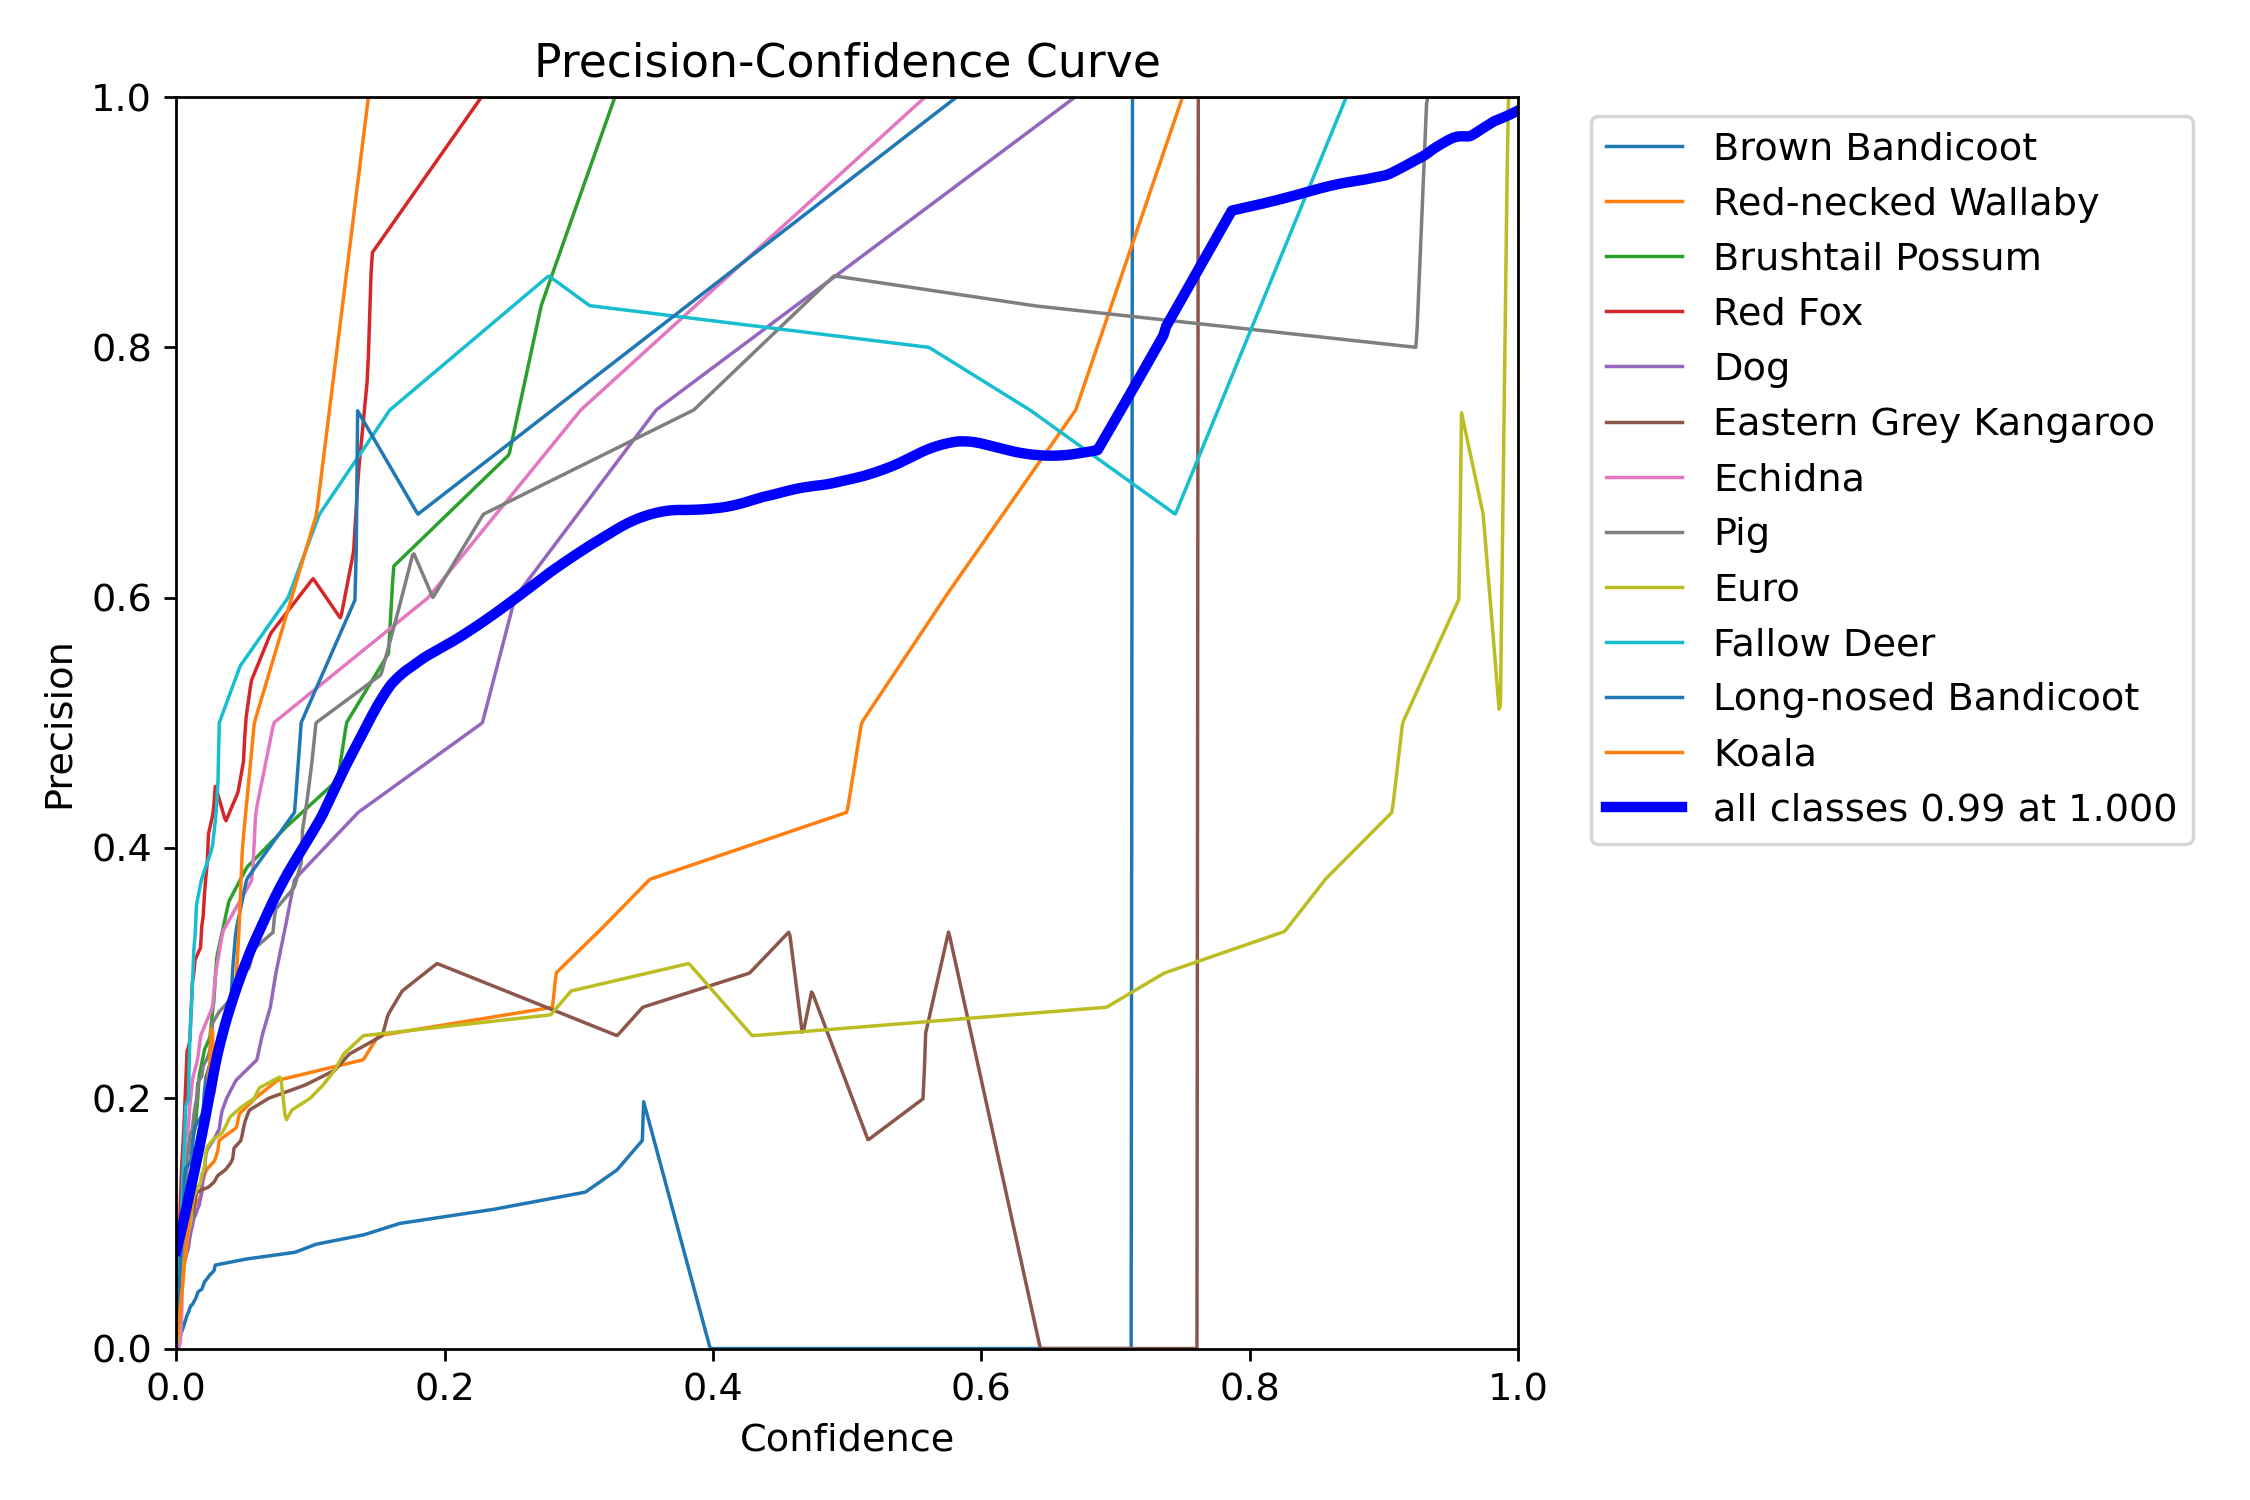 Precision-Confidence Curve
1.0
0.8
0.6
0.4
0.2
0.0
Precision
0.0 0.2 0.4 0.6 0.8 1.0
Confidence
Brown Bandicoot
Red-necked Wallaby
Brushtail Possum
Red Fox
Dog
Eastern Grey Kangaroo
Echidna
Pig
Euro
Fallow Deer
Long-nosed Bandicoot
Koala
all classes 0.99 at 1.000